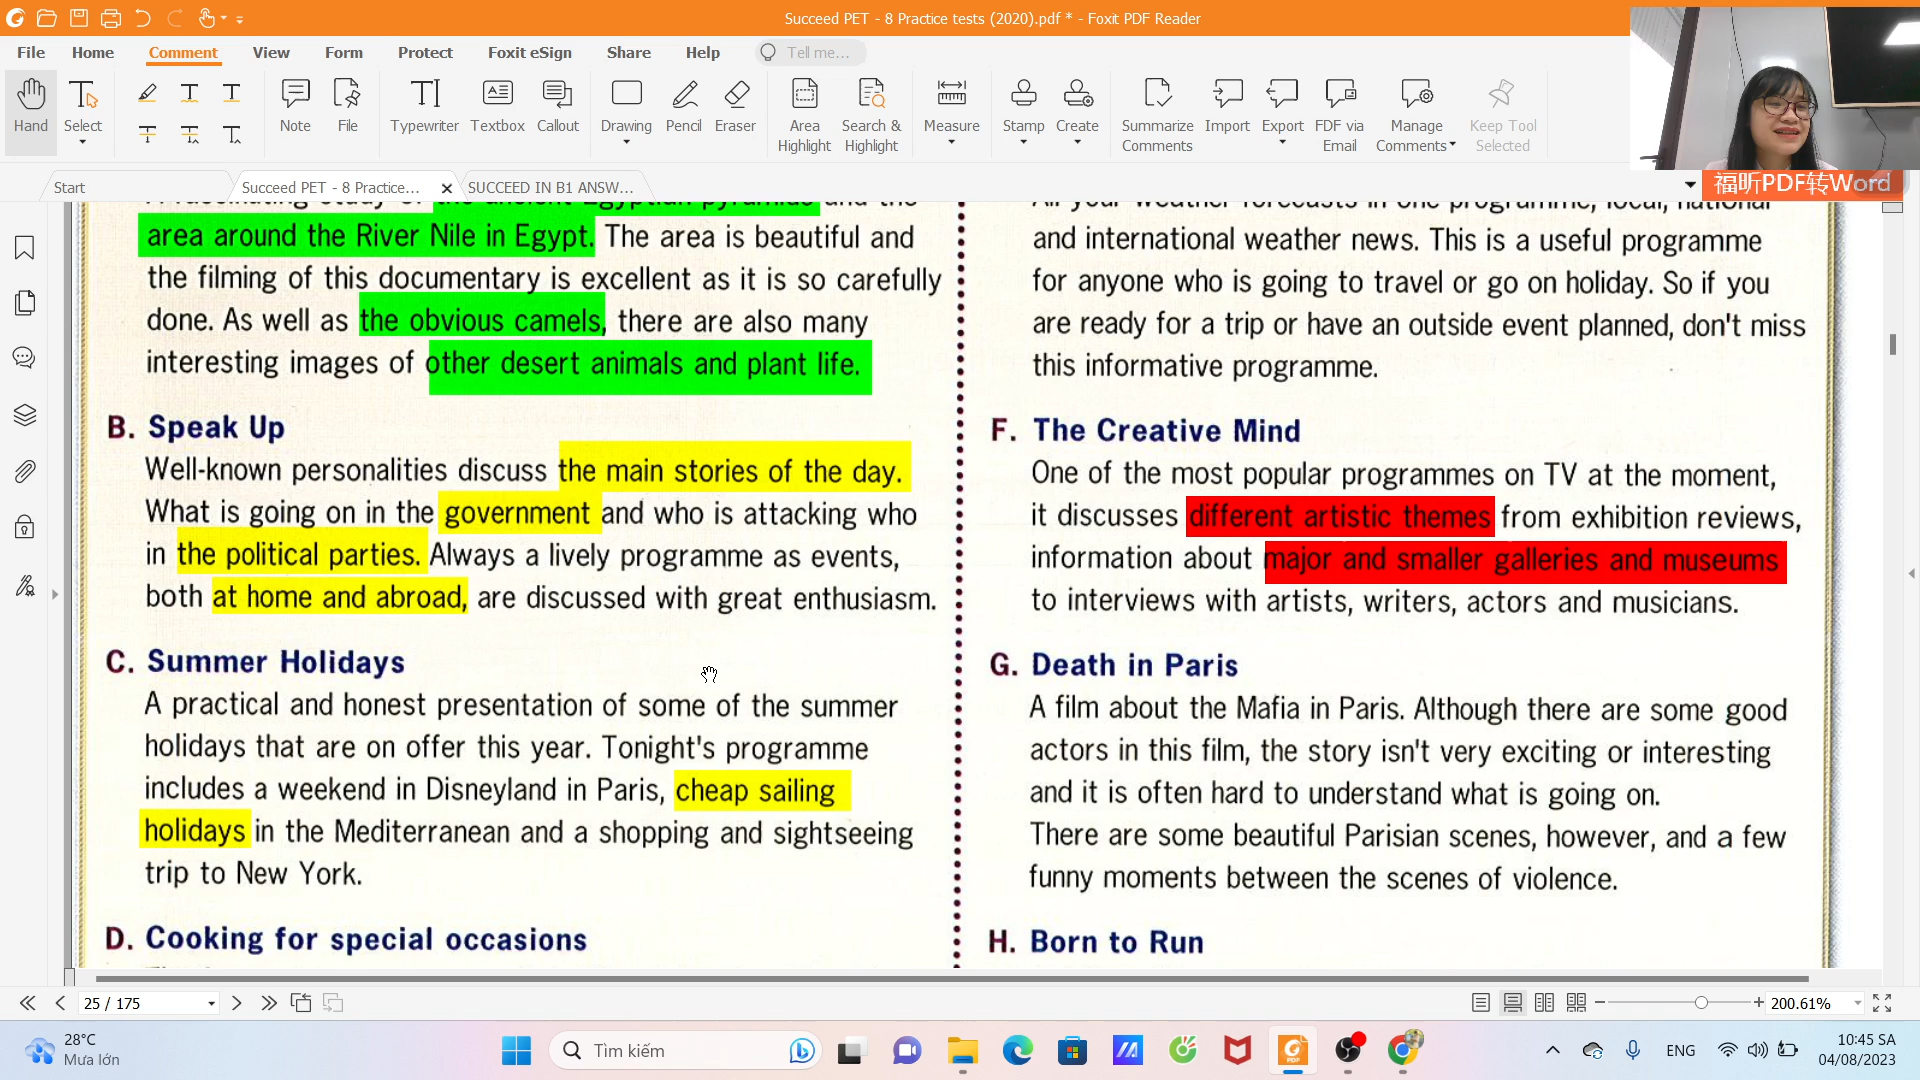 Succeed PET - 8 Practice tests (2020).pdf * - Foxit PDF Reader
File Home Comment View Form Protect Foxit eSign Share Help Tell me...
Hand Select Note File Typewriter Textbox Callout Drawing Pencil Eraser Area Highlight Search & Highlight Measure Stamp Create Summarize Comments Import Export FDF via Email Manage Comments Keep Tool Selected
Start Succeed PET - 8 Practice... SUCCEED IN B1 ANSW...
福昕PDF转Word
A fascinating study of the ancient Egyptian pyramids and the
area around the River Nile in Egypt. The area is beautiful and
the filming of this documentary is excellent as it is so carefully
done. As well as the obvious camels, there are also many
interesting images of other desert animals and plant life.
B. Speak Up
Well-known personalities discuss the main stories of the day.
What is going on in the government and who is attacking who
in the political parties. Always a lively programme as events,
both at home and abroad, are discussed with great enthusiasm.
C. Summer Holidays
A practical and honest presentation of some of the summer
holidays that are on offer this year. Tonight's programme
includes a weekend in Disneyland in Paris, cheap sailing
holidays in the Mediterranean and a shopping and sightseeing
trip to New York.
D. Cooking for special occasions
All your weather forecasts in one programme, local, national
and international weather news. This is a useful programme
for anyone who is going to travel or go on holiday. So if you
are ready for a trip or have an outside event planned, don't miss
this informative programme.
F. The Creative Mind
One of the most popular programmes on TV at the moment,
it discusses different artistic themes from exhibition reviews,
information about major and smaller galleries and museums
to interviews with artists, writers, actors and musicians.
G. Death in Paris
A film about the Mafia in Paris. Although there are some good
actors in this film, the story isn't very exciting or interesting
and it is often hard to understand what is going on.
There are some beautiful Parisian scenes, however, and a few
funny moments between the scenes of violence.
H. Born to Run
25 / 175
200.61%
28°C
Mưa lớn
Tìm kiếm
ENG
10:45 SA
04/08/2023